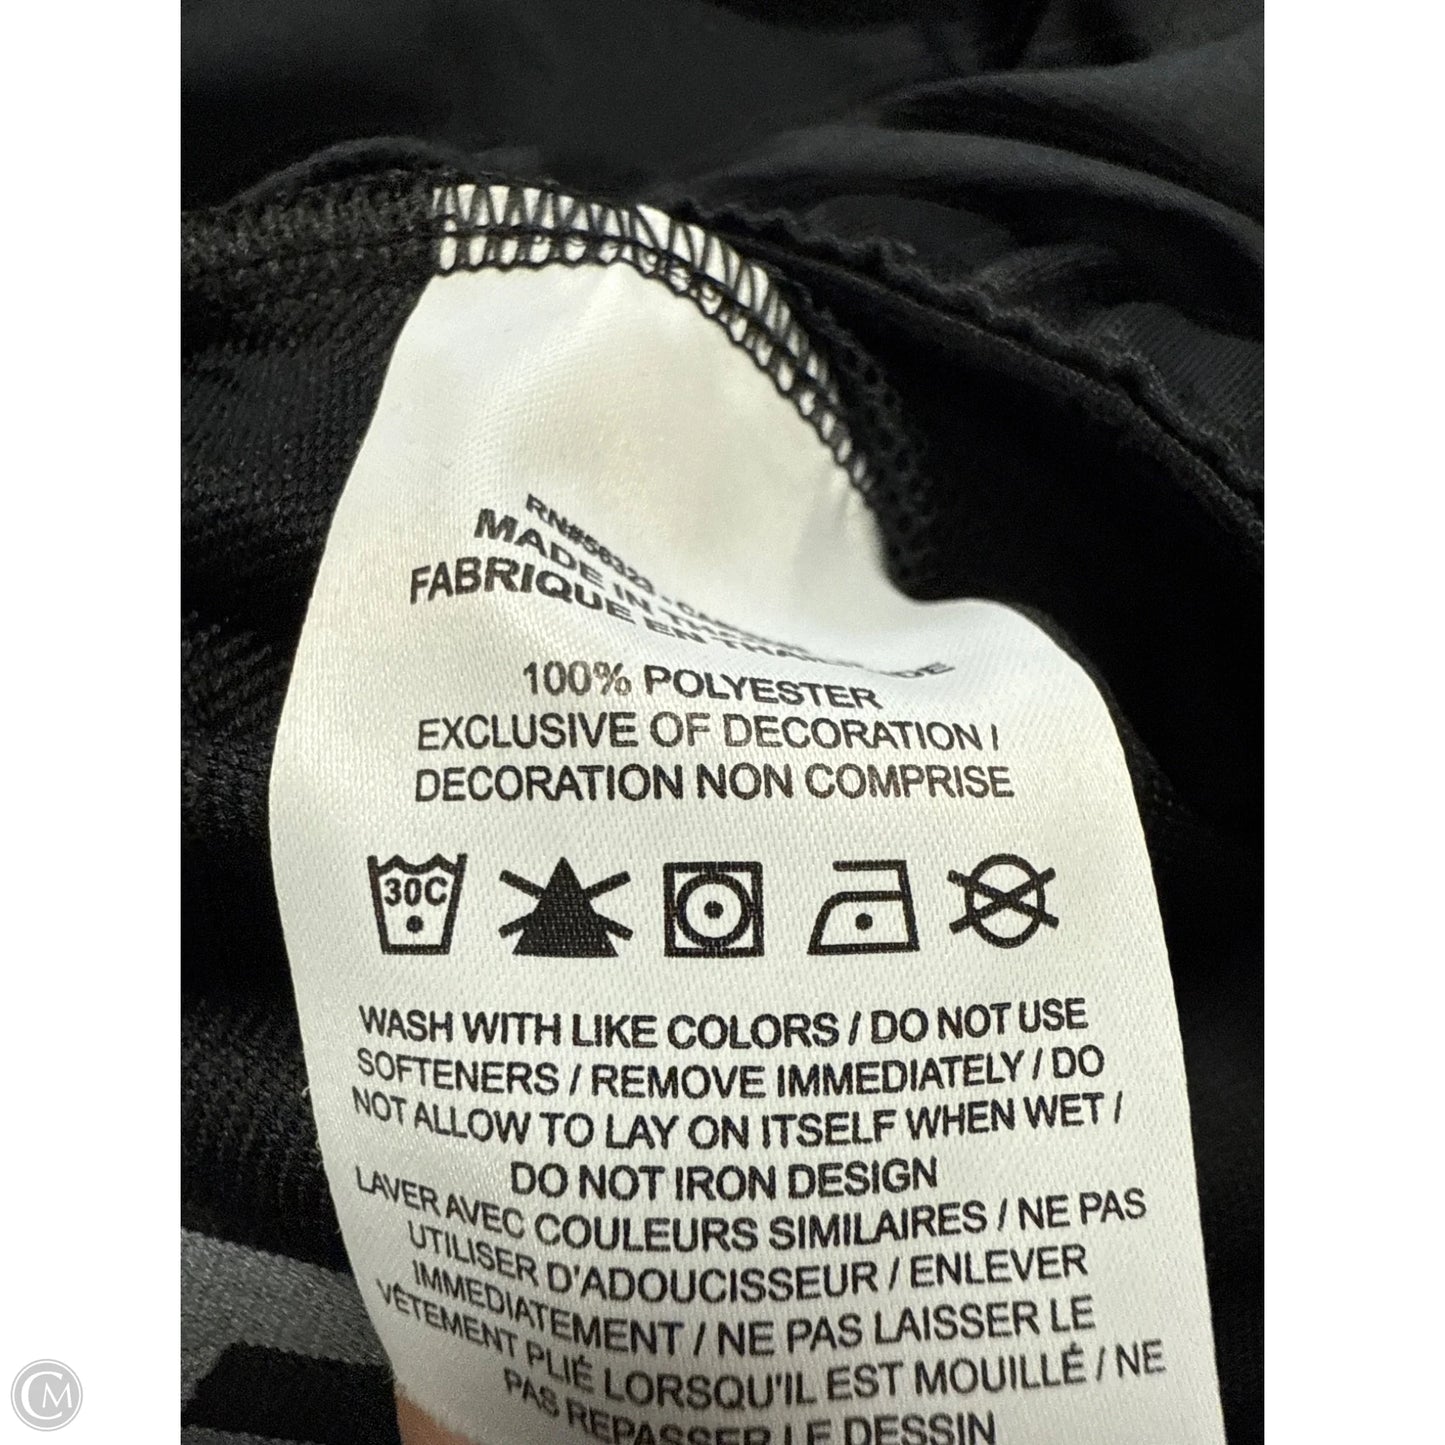 RN#56323
MADE IN
FABRIQUE EN
100% POLYESTER
EXCLUSIVE OF DECORATION /
DECORATION NON COMPRISE
30C
WASH WITH LIKE COLORS / DO NOT USE
SOFTENERS / REMOVE IMMEDIATELY / DO
NOT ALLOW TO LAY ON ITSELF WHEN WET /
DO NOT IRON DESIGN
LAVER AVEC COULEURS SIMILAIRES / NE PAS
UTILISER D'ADOUCISSEUR / ENLEVER
IMMEDIATEMENT / NE PAS LAISSER LE
VÊTEMENT PLIÉ LORSQU'IL EST MOUILLÉ / NE
PAS REPASSER LE DESSIN
CM